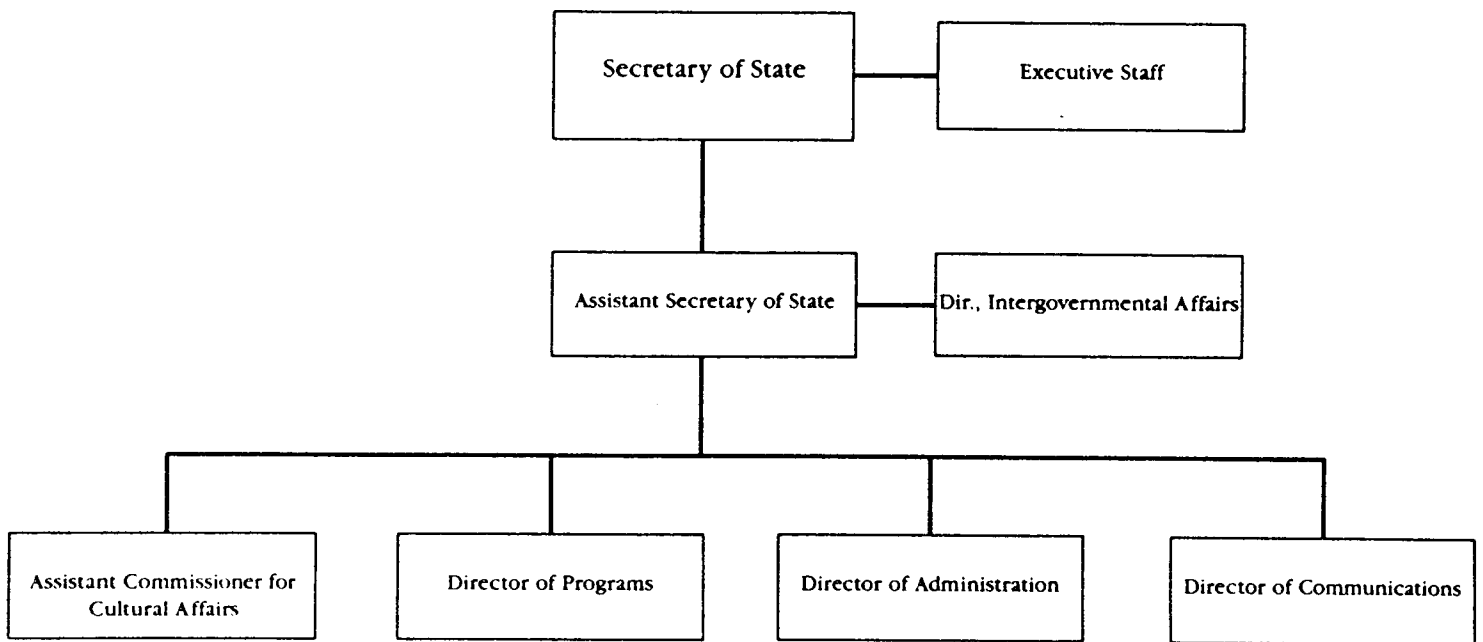 Secretary of State
Executive Staff
Assistant Secretary of State
Dir., Intergovernmental Affairs
Assistant Commissioner for
Cultural Affairs
Director of Programs
Director of Administration
Director of Communications